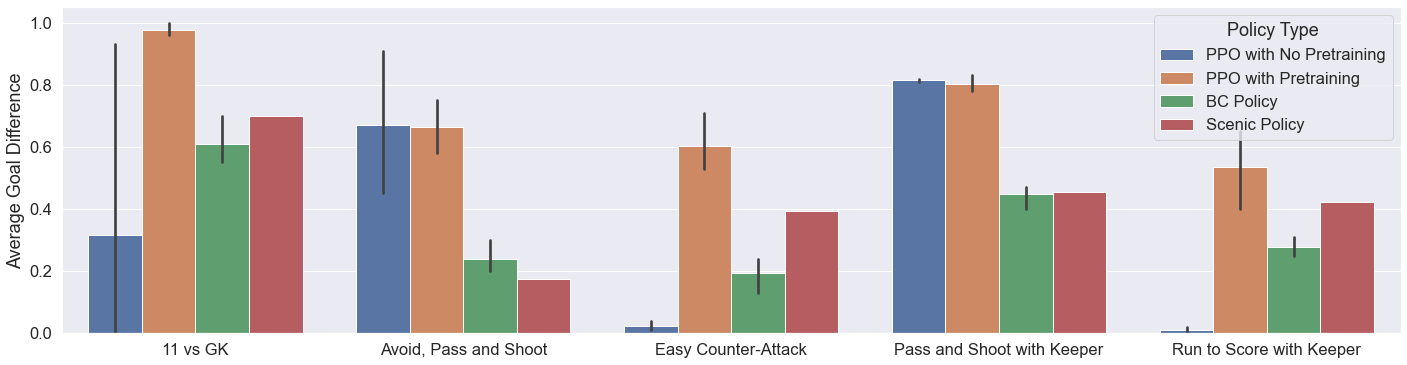 Average Goal Difference
1.0
0.8
0.6
0.4
0.2
0.0
Policy Type
PPO with No Pretraining
PPO with Pretraining
BC Policy
Scenic Policy
11 vs GK
Avoid, Pass and Shoot
Easy Counter-Attack
Pass and Shoot with Keeper
Run to Score with Keeper